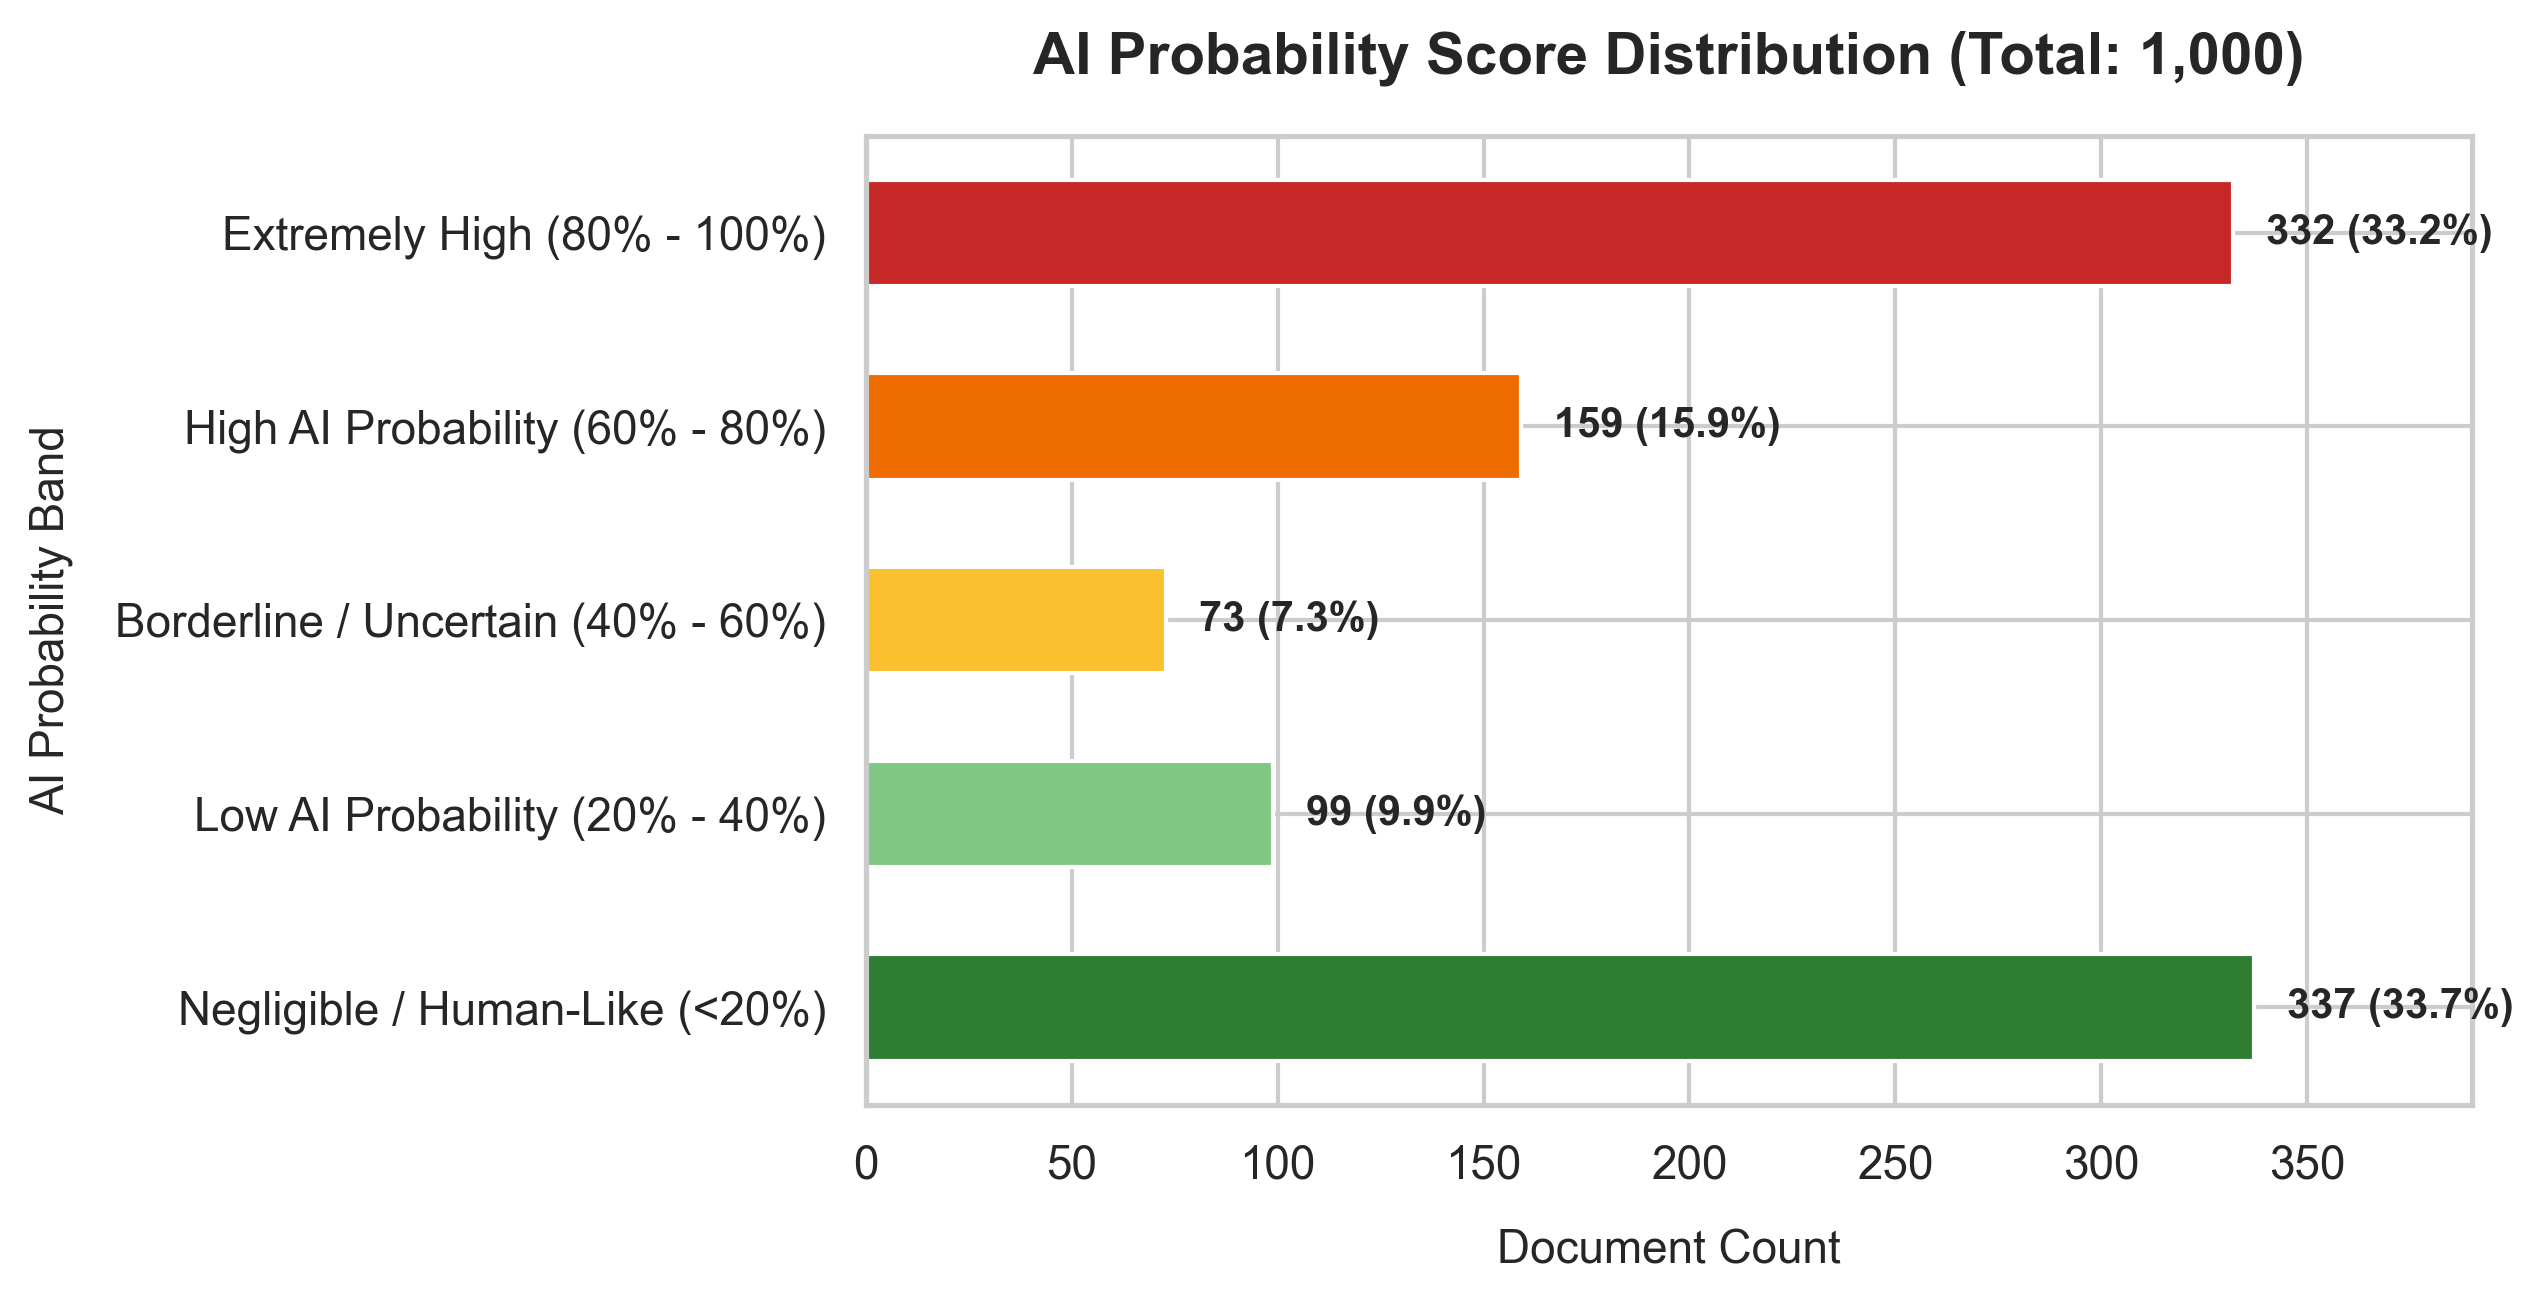 AI Probability Score Distribution (Total: 1,000)
Extremely High (80% - 100%)
332 (33.2%)
High AI Probability (60% - 80%)
159 (15.9%)
Borderline / Uncertain (40% - 60%)
73 (7.3%)
Low AI Probability (20% - 40%)
99 (9.9%)
Negligible / Human-Like (<20%)
337 (33.7%)
AI Probability Band
0 50 100 150 200 250 300 350
Document Count